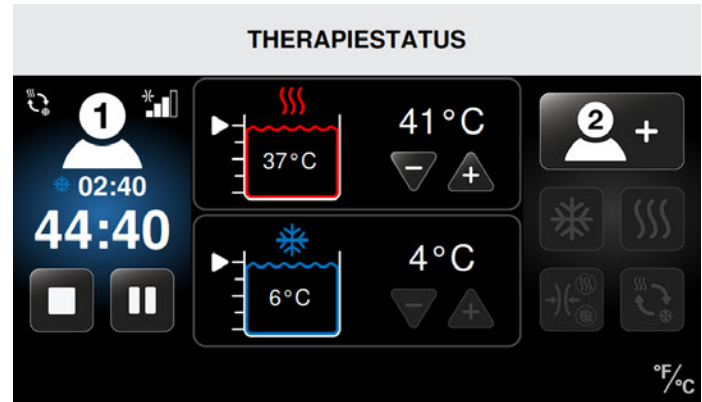 THERAPIESTATUS
1
02:40
44:40
37°C
41°C
- +
6°C
4°C
- +
2 +
°F/°C